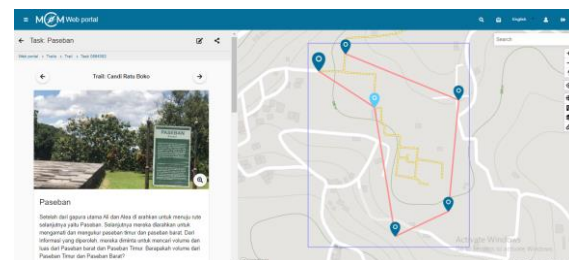 MCM Web portal
English
← Task: Paseban
Search
Web portal > Trails > Trail > Task
← Trail: Candi Ratu Boko →
PASEBAN
Paseban
Setelah dari gapura utama Ali dan Alea di arahkan untuk menuju rute
selanjutnya yaitu Paseban. Selanjutnya mereka diarahkan untuk
mengamati dan mengukur paseban timur dan paseban barat. Dari
informasi yang diperoleh, mereka diminta untuk mencari volume dan
luas dari Paseban barat dan Paseban Timur. Berapakah volume dari
Paseban Timur dan Paseban Barat?
Activate Windows